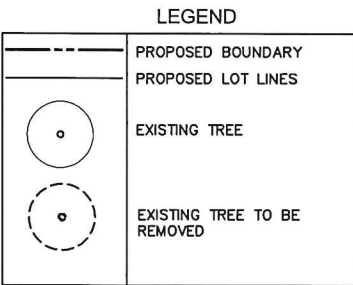 LEGEND
PROPOSED BOUNDARY
PROPOSED LOT LINES
EXISTING TREE
EXISTING TREE TO BE
REMOVED